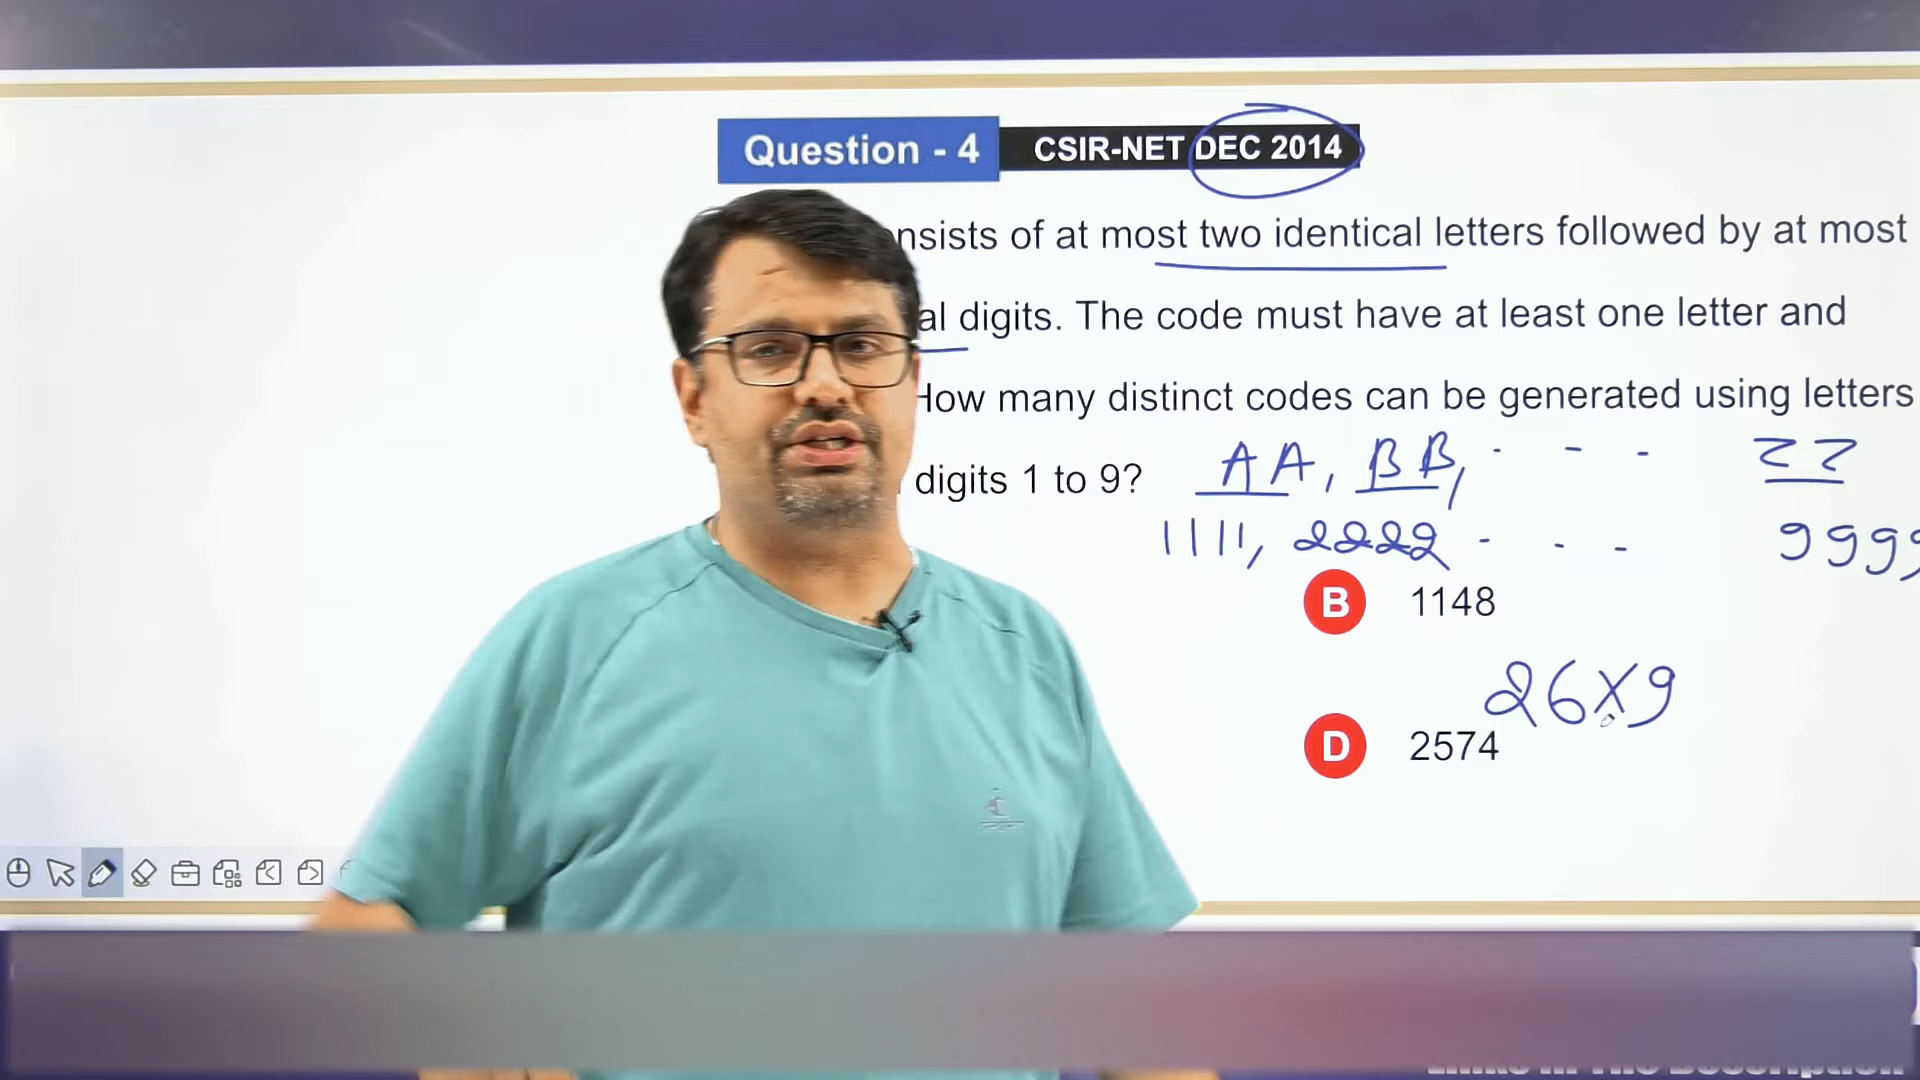 Question - 4 CSIR-NET DEC 2014
nsists of at most two identical letters followed by at most
al digits. The code must have at least one letter and
How many distinct codes can be generated using letters
digits 1 to 9? AA, BB, - - - ZZ
1111, 2222 - - - 9999
B 1148
26×9
D 2574